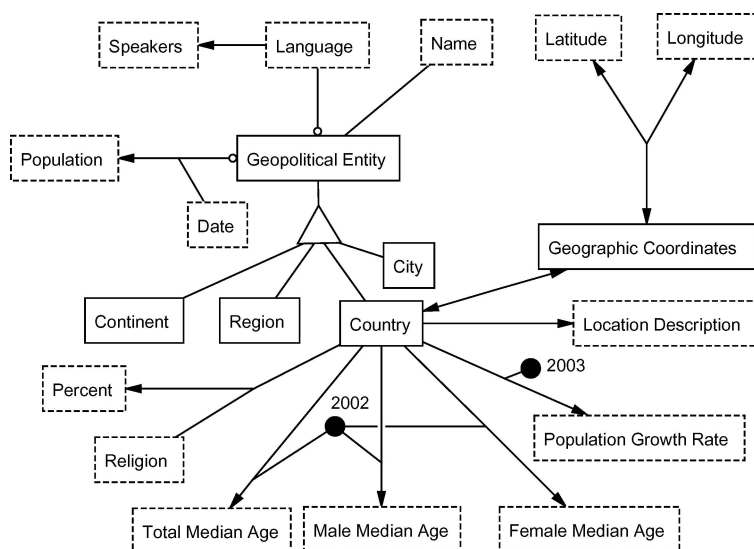 Speakers
Language
Name
Latitude
Longitude
Population
Geopolitical Entity
Date
Geographic Coordinates
City
Continent
Region
Country
Location Description
Percent
2003
2002
Religion
Population Growth Rate
Total Median Age
Male Median Age
Female Median Age